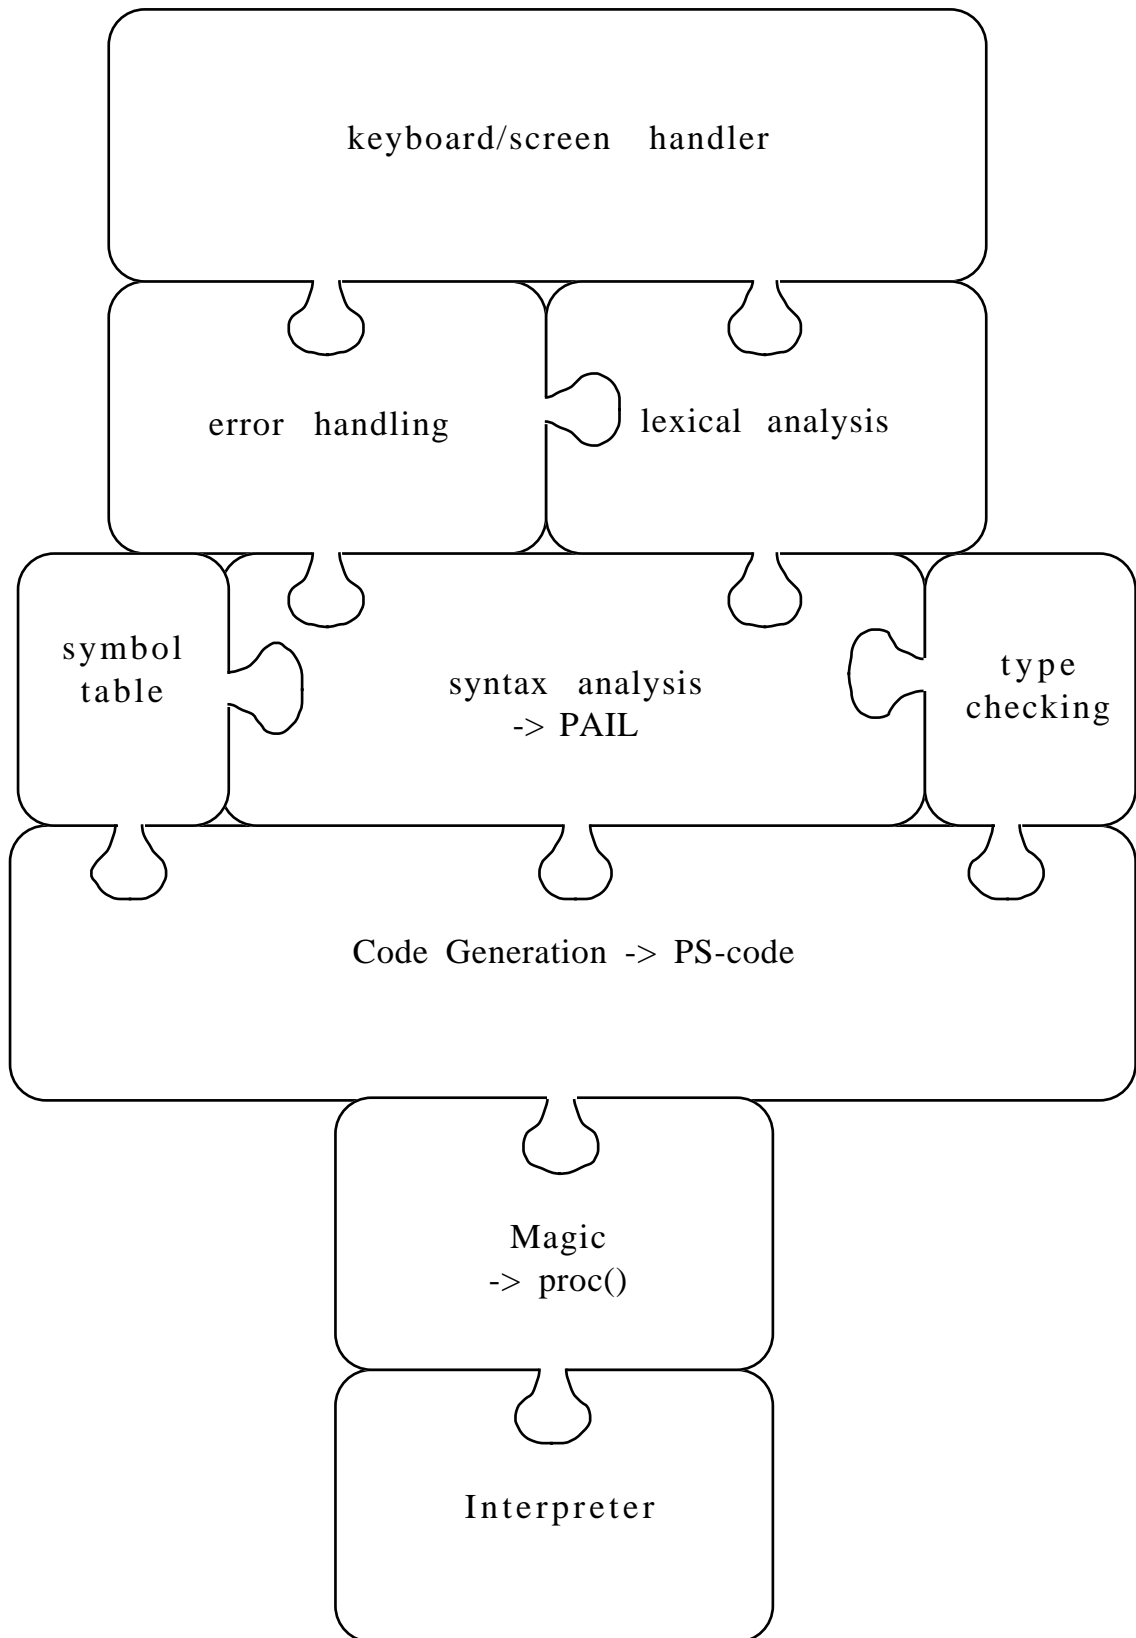 keyboard/screen handler
error handling
lexical analysis
symbol
table
syntax analysis
-> PAIL
type
checking
Code Generation -> PS-code
Magic
-> proc()
Interpreter